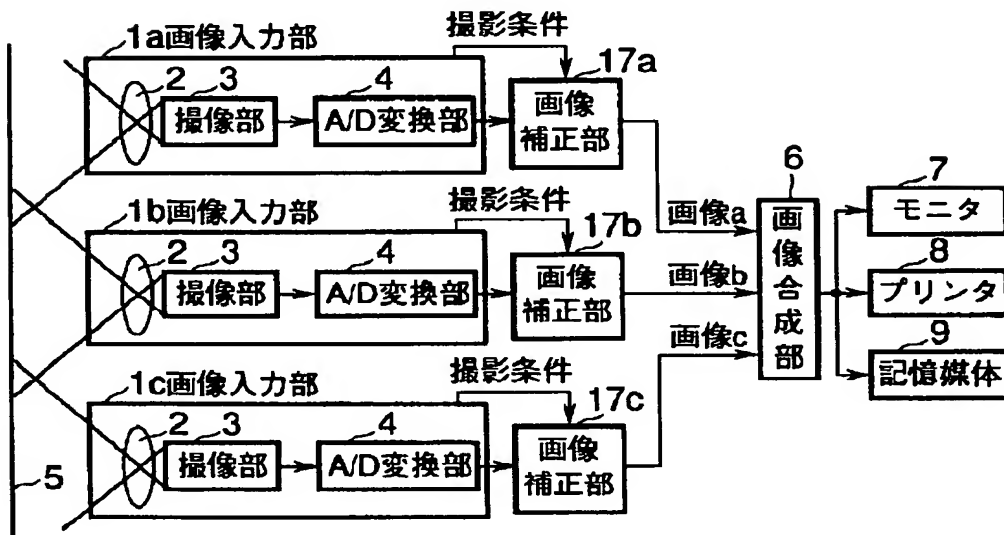 1a画像入力部
撮影条件
2
3
撮像部
4
A/D変換部
17a
画像
補正部
1b画像入力部
撮影条件
2
3
撮像部
4
A/D変換部
17b
画像
補正部
1c画像入力部
撮影条件
2
3
撮像部
4
A/D変換部
17c
画像
補正部
5
画像a
画像b
画像c
6
画像合成部
7
モニタ
8
プリンタ
9
記憶媒体